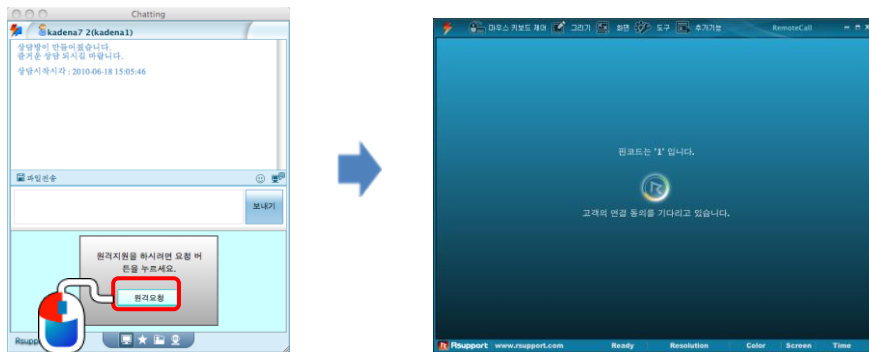 Chatting
kadena7 2(kadena1)
상담방이 만들어졌습니다.
즐거운 상담 되시길 바랍니다.
상담시작시각 : 2010-06-18 15:05:46
파일전송
보내기
원격지원을 하시려면 요청 버
튼을 누르세요.
원격요청
Rsupp
마우스 키보드 제어 그리기 화면 도구 추가기능 RemoteCall
핀코드는 '1' 입니다.
고객의 연결 동의를 기다리고 있습니다.
Rsupport www.rsupport.com Ready Resolution Color Screen Time